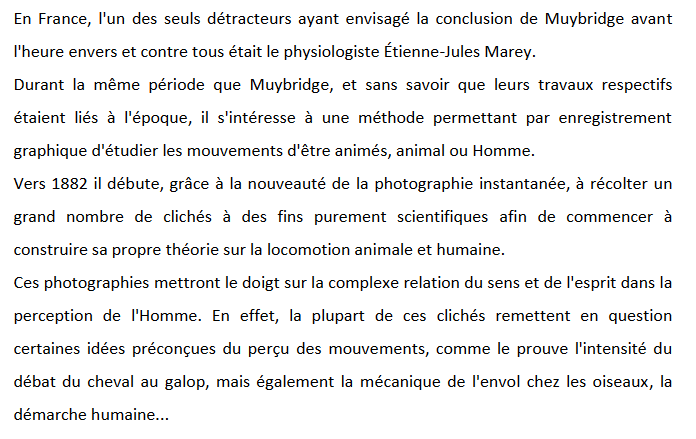 En France, l'un des seuls détracteurs ayant envisagé la conclusion de Muybridge avant
l'heure envers et contre tous était le physiologiste Étienne-Jules Marey.
Durant la même période que Muybridge, et sans savoir que leurs travaux respectifs
étaient liés à l'époque, il s'intéresse à une méthode permettant par enregistrement
graphique d'étudier les mouvements d'être animés, animal ou Homme.
Vers 1882 il débute, grâce à la nouveauté de la photographie instantanée, à récolter un
grand nombre de clichés à des fins purement scientifiques afin de commencer à
construire sa propre théorie sur la locomotion animale et humaine.
Ces photographies mettront le doigt sur la complexe relation du sens et de l'esprit dans la
perception de l'Homme. En effet, la plupart de ces clichés remettent en question
certaines idées préconçues du perçu des mouvements, comme le prouve l'intensité du
débat du cheval au galop, mais également la mécanique de l'envol chez les oiseaux, la
démarche humaine...